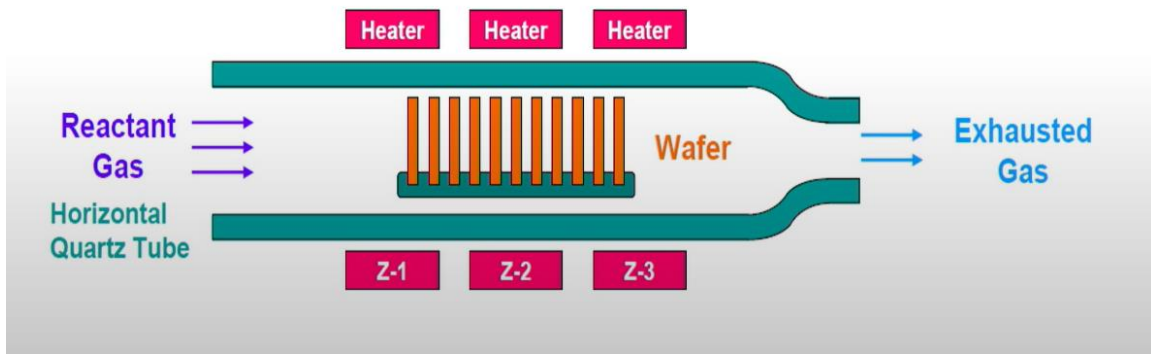 Heater Heater Heater
Reactant
Gas
Wafer
Exhausted
Gas
Horizontal
Quartz Tube
Z-1 Z-2 Z-3